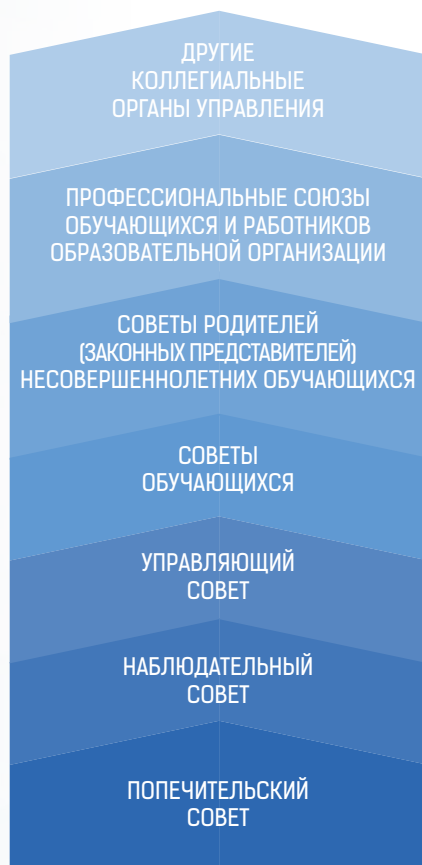 ДРУГИЕ
КОЛЛЕГИАЛЬНЫЕ
ОРГАНЫ УПРАВЛЕНИЯ
ПРОФЕССИОНАЛЬНЫЕ СОЮЗЫ
ОБУЧАЮЩИХСЯ И РАБОТНИКОВ
ОБРАЗОВАТЕЛЬНОЙ ОРГАНИЗАЦИИ
СОВЕТЫ РОДИТЕЛЕЙ
(ЗАКОННЫХ ПРЕДСТАВИТЕЛЕЙ)
НЕСОВЕРШЕННОЛЕТНИХ ОБУЧАЮЩИХСЯ
СОВЕТЫ
ОБУЧАЮЩИХСЯ
УПРАВЛЯЮЩИЙ
СОВЕТ
НАБЛЮДАТЕЛЬНЫЙ
СОВЕТ
ПОПЕЧИТЕЛЬСКИЙ
СОВЕТ